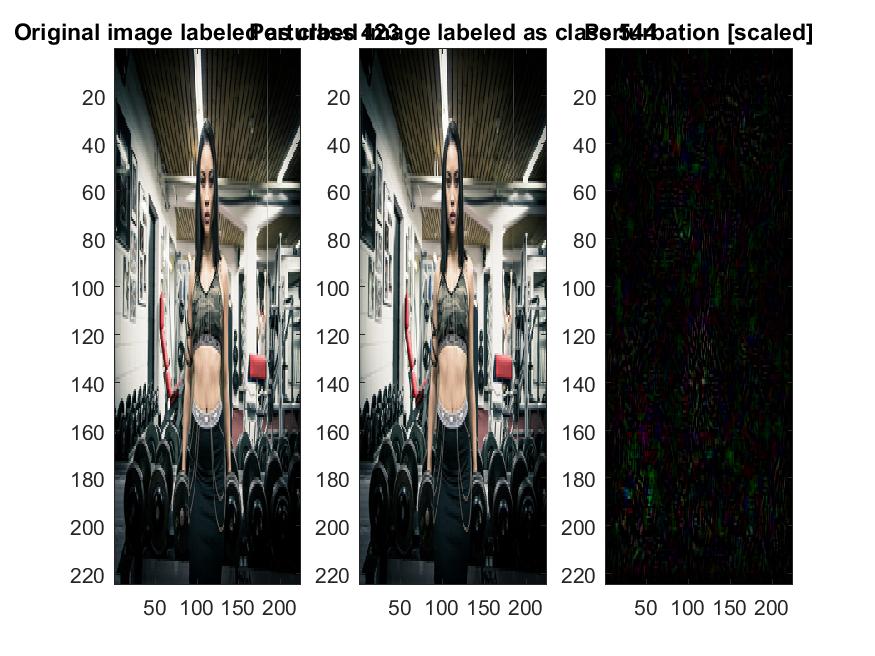 Original image labeled as class 423
Perturbed image labeled as class 544
Perturbation [scaled]
20 20 20
40 40 40
60 60 60
80 80 80
100 100 100
120 120 120
140 140 140
160 160 160
180 180 180
200 200 200
220 220 220
50 100 150 200 50 100 150 200 50 100 150 200